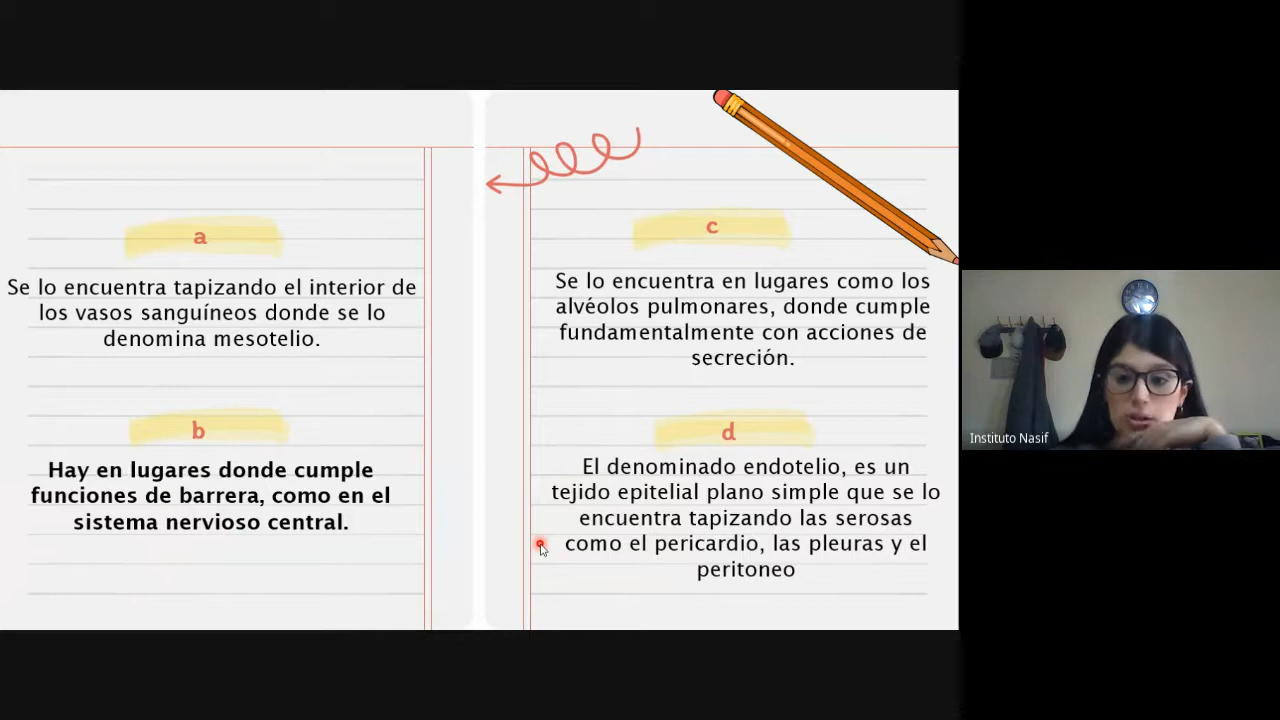 a
Se lo encuentra tapizando el interior de
los vasos sanguíneos donde se lo
denomina mesotelio.
b
Hay en lugares donde cumple
funciones de barrera, como en el
sistema nervioso central.
c
Se lo encuentra en lugares como los
alvéolos pulmonares, donde cumple
fundamentalmente con acciones de
secreción.
d
El denominado endotelio, es un
tejido epitelial plano simple que se lo
encuentra tapizando las serosas
como el pericardio, las pleuras y el
peritoneo
Instituto Nasif